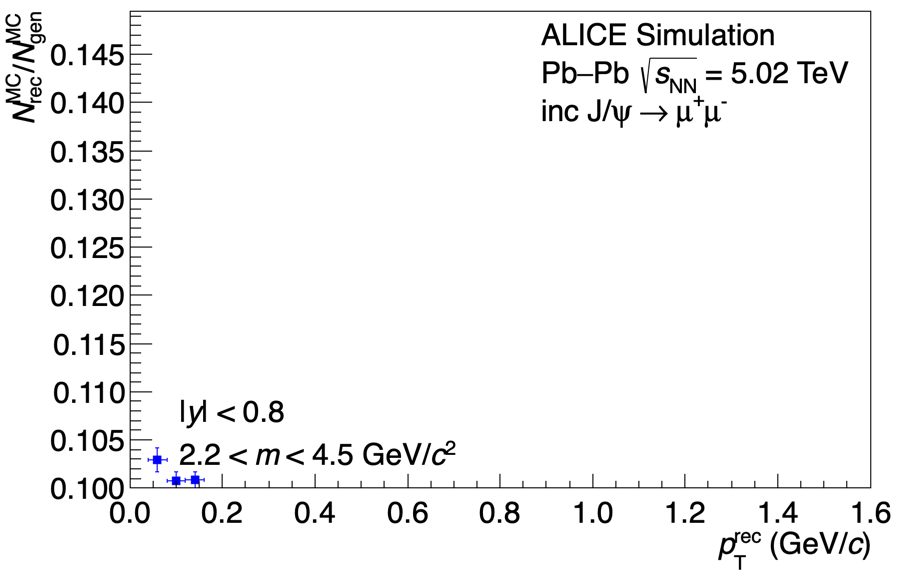 N^MC_rec/N^MC_gen
ALICE Simulation
Pb–Pb √s_NN = 5.02 TeV
inc J/ψ → μ⁺μ⁻
0.145
0.140
0.135
0.130
0.125
0.120
0.115
0.110
0.105
0.100
|y| < 0.8
2.2 < m < 4.5 GeV/c²
0.0 0.2 0.4 0.6 0.8 1.0 1.2 1.4 1.6
p_T^rec (GeV/c)